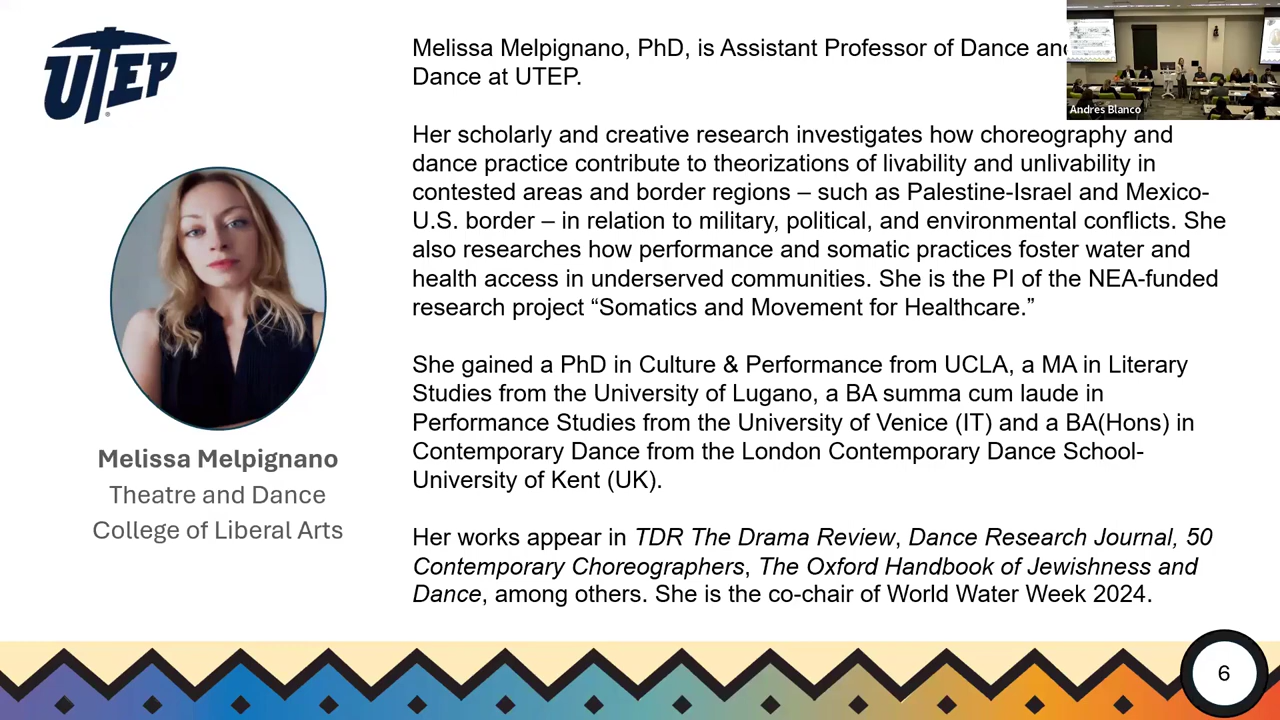 UTEP
Melissa Melpignano, PhD, is Assistant Professor of Dance and
Dance at UTEP.
Andres Blanco
Her scholarly and creative research investigates how choreography and
dance practice contribute to theorizations of livability and unlivability in
contested areas and border regions – such as Palestine-Israel and Mexico-
U.S. border – in relation to military, political, and environmental conflicts. She
also researches how performance and somatic practices foster water and
health access in underserved communities. She is the PI of the NEA-funded
research project “Somatics and Movement for Healthcare.”
She gained a PhD in Culture & Performance from UCLA, a MA in Literary
Studies from the University of Lugano, a BA summa cum laude in
Performance Studies from the University of Venice (IT) and a BA(Hons) in
Contemporary Dance from the London Contemporary Dance School-
University of Kent (UK).
Her works appear in TDR The Drama Review, Dance Research Journal, 50
Contemporary Choreographers, The Oxford Handbook of Jewishness and
Dance, among others. She is the co-chair of World Water Week 2024.
Melissa Melpignano
Theatre and Dance
College of Liberal Arts
6